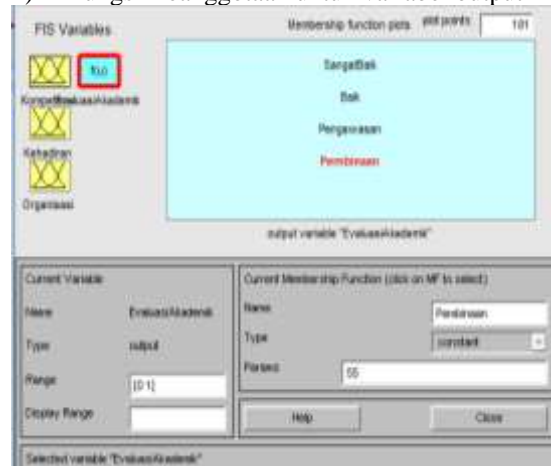 FIS Variables
Membership function plots
plot points:
181
f(u)
EvaluasiAkademik
Kehadiran
Organisasi
SangatBaik
Baik
Pengawasan
Pembinaan
output variable "EvaluasiAkademik"
Current Variable
Name
EvaluasiAkademik
Type
output
Range
[0 1]
Display Range
Current Membership Function (click on MF to select)
Name
Pembinaan
Type
constant
Params
55
Help
Close
Selected variable "EvaluasiAkademik"